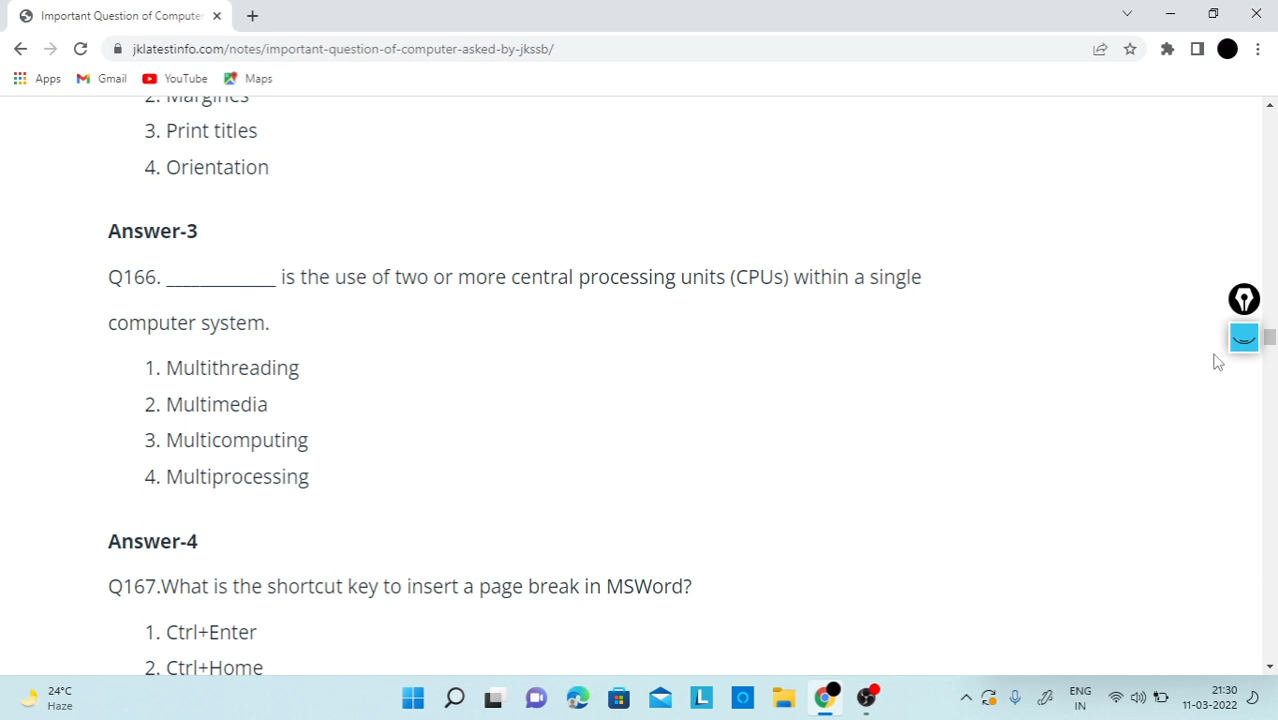 Important Question of Compute
jklatestinfo.com/notes/important-question-of-computer-asked-by-jkssb/
Apps
Gmail
YouTube
Maps
2. Margines
3. Print titles
4. Orientation
Answer-3
Q166. ____________ is the use of two or more central processing units (CPUs) within a single
computer system.
1. Multithreading
2. Multimedia
3. Multicomputing
4. Multiprocessing
Answer-4
Q167.What is the shortcut key to insert a page break in MSWord?
1. Ctrl+Enter
2. Ctrl+Home
24°C
Haze
L
ENG
IN
21:30
11-03-2022